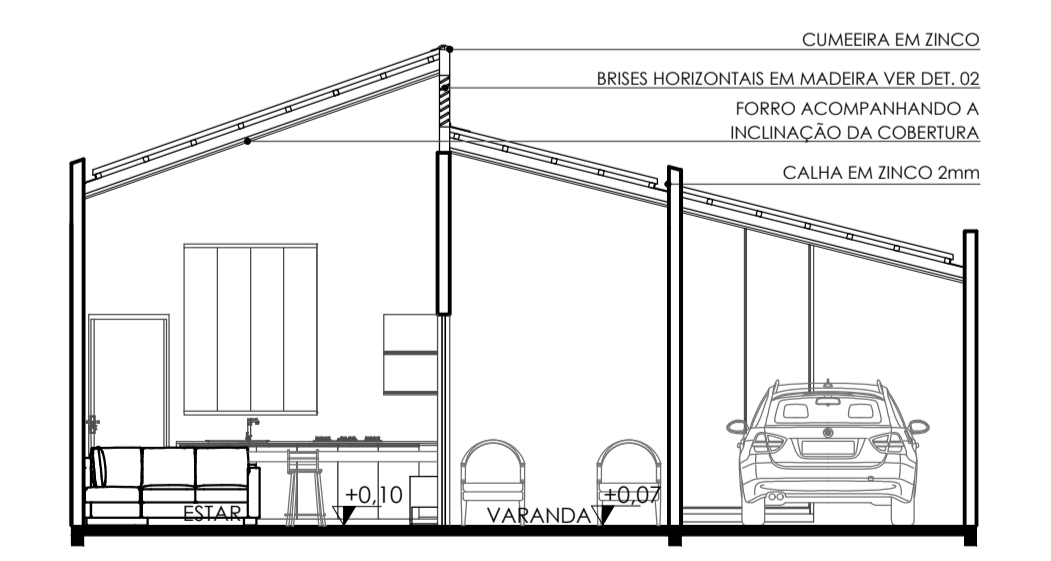 CUMEEIRA EM ZINCO
BRISES HORIZONTAIS EM MADEIRA VER DET. 02
FORRO ACOMPANHANDO A
INCLINAÇÃO DA COBERTURA
CALHA EM ZINCO 2mm
+0,10
+0,07
ESTAR
VARANDA